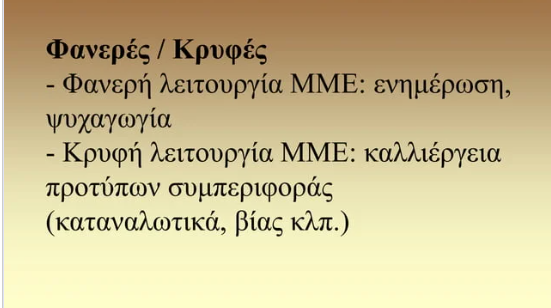 Φανερές / Κρυφές
- Φανερή λειτουργία ΜΜΕ: ενημέρωση,
ψυχαγωγία
- Κρυφή λειτουργία ΜΜΕ: καλλιέργεια
προτύπων συμπεριφοράς
(καταναλωτικά, βίας κλπ.)